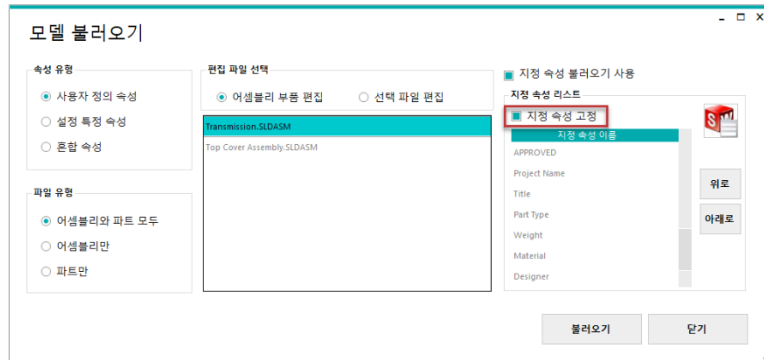 모델 불러오기
속성 유형
사용자 정의 속성
설정 특정 속성
혼합 속성
파일 유형
어셈블리와 파트 모두
어셈블리만
파트만
편집 파일 선택
어셈블리 부품 편집
선택 파일 편집
Transmission.SLDASM
Top Cover Assembly.SLDASM
지정 속성 불러오기 사용
지정 속성 리스트
지정 속성 고정
지정 속성 이름
APPROVED
Project Name
Title
Part Type
Weight
Material
Designer
위로
아래로
불러오기
닫기